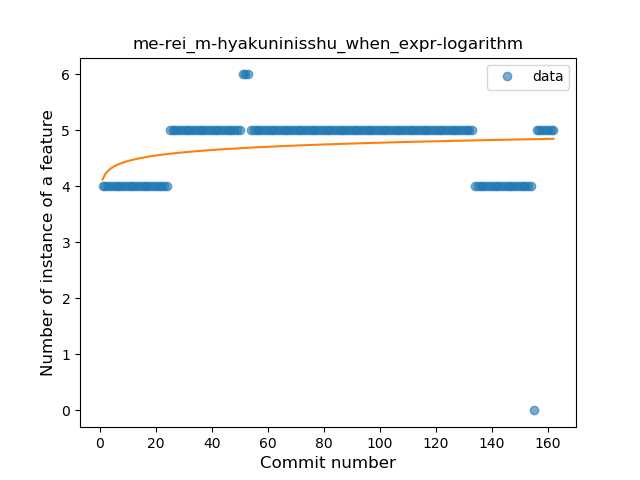 me-rei_m-hyakuninisshu_when_expr-logarithm
data
Number of instance of a feature
6
5
4
3
2
1
0
0 20 40 60 80 100 120 140 160
Commit number